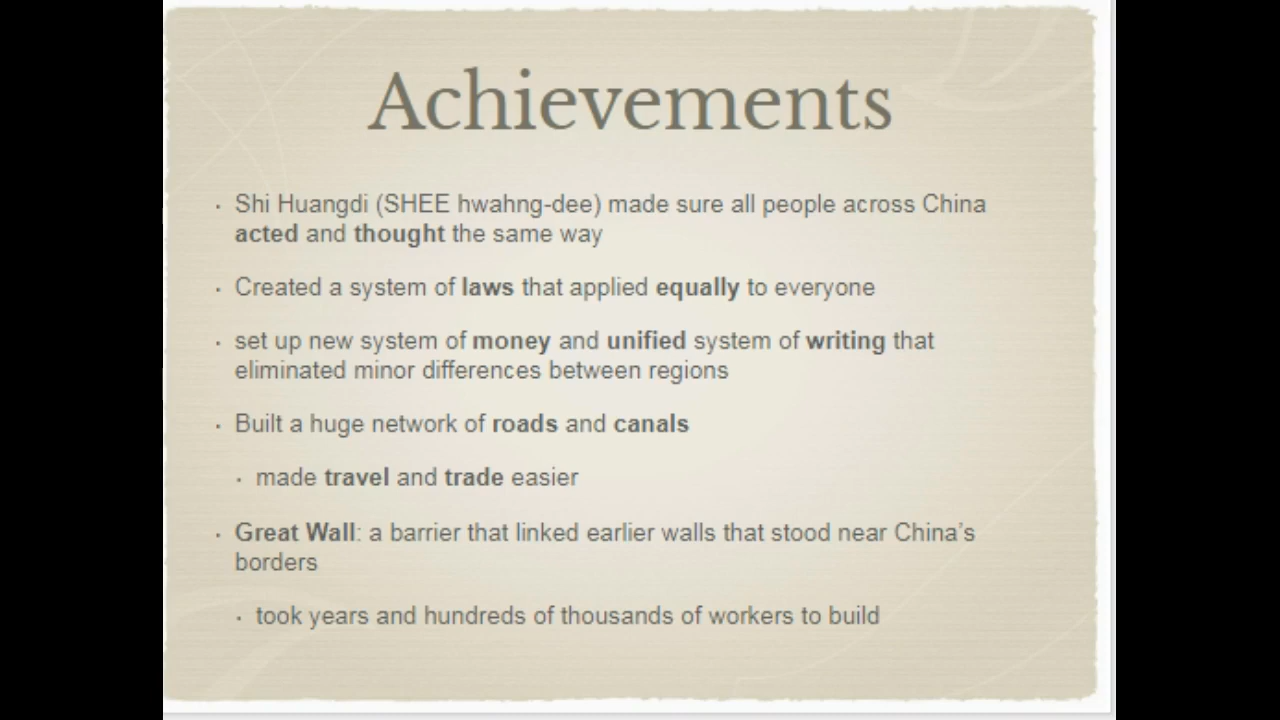 Achievements
· Shi Huangdi (SHEE hwahng-dee) made sure all people across China
acted and thought the same way
· Created a system of laws that applied equally to everyone
· set up new system of money and unified system of writing that
eliminated minor differences between regions
· Built a huge network of roads and canals
· made travel and trade easier
· Great Wall: a barrier that linked earlier walls that stood near China’s
borders
· took years and hundreds of thousands of workers to build